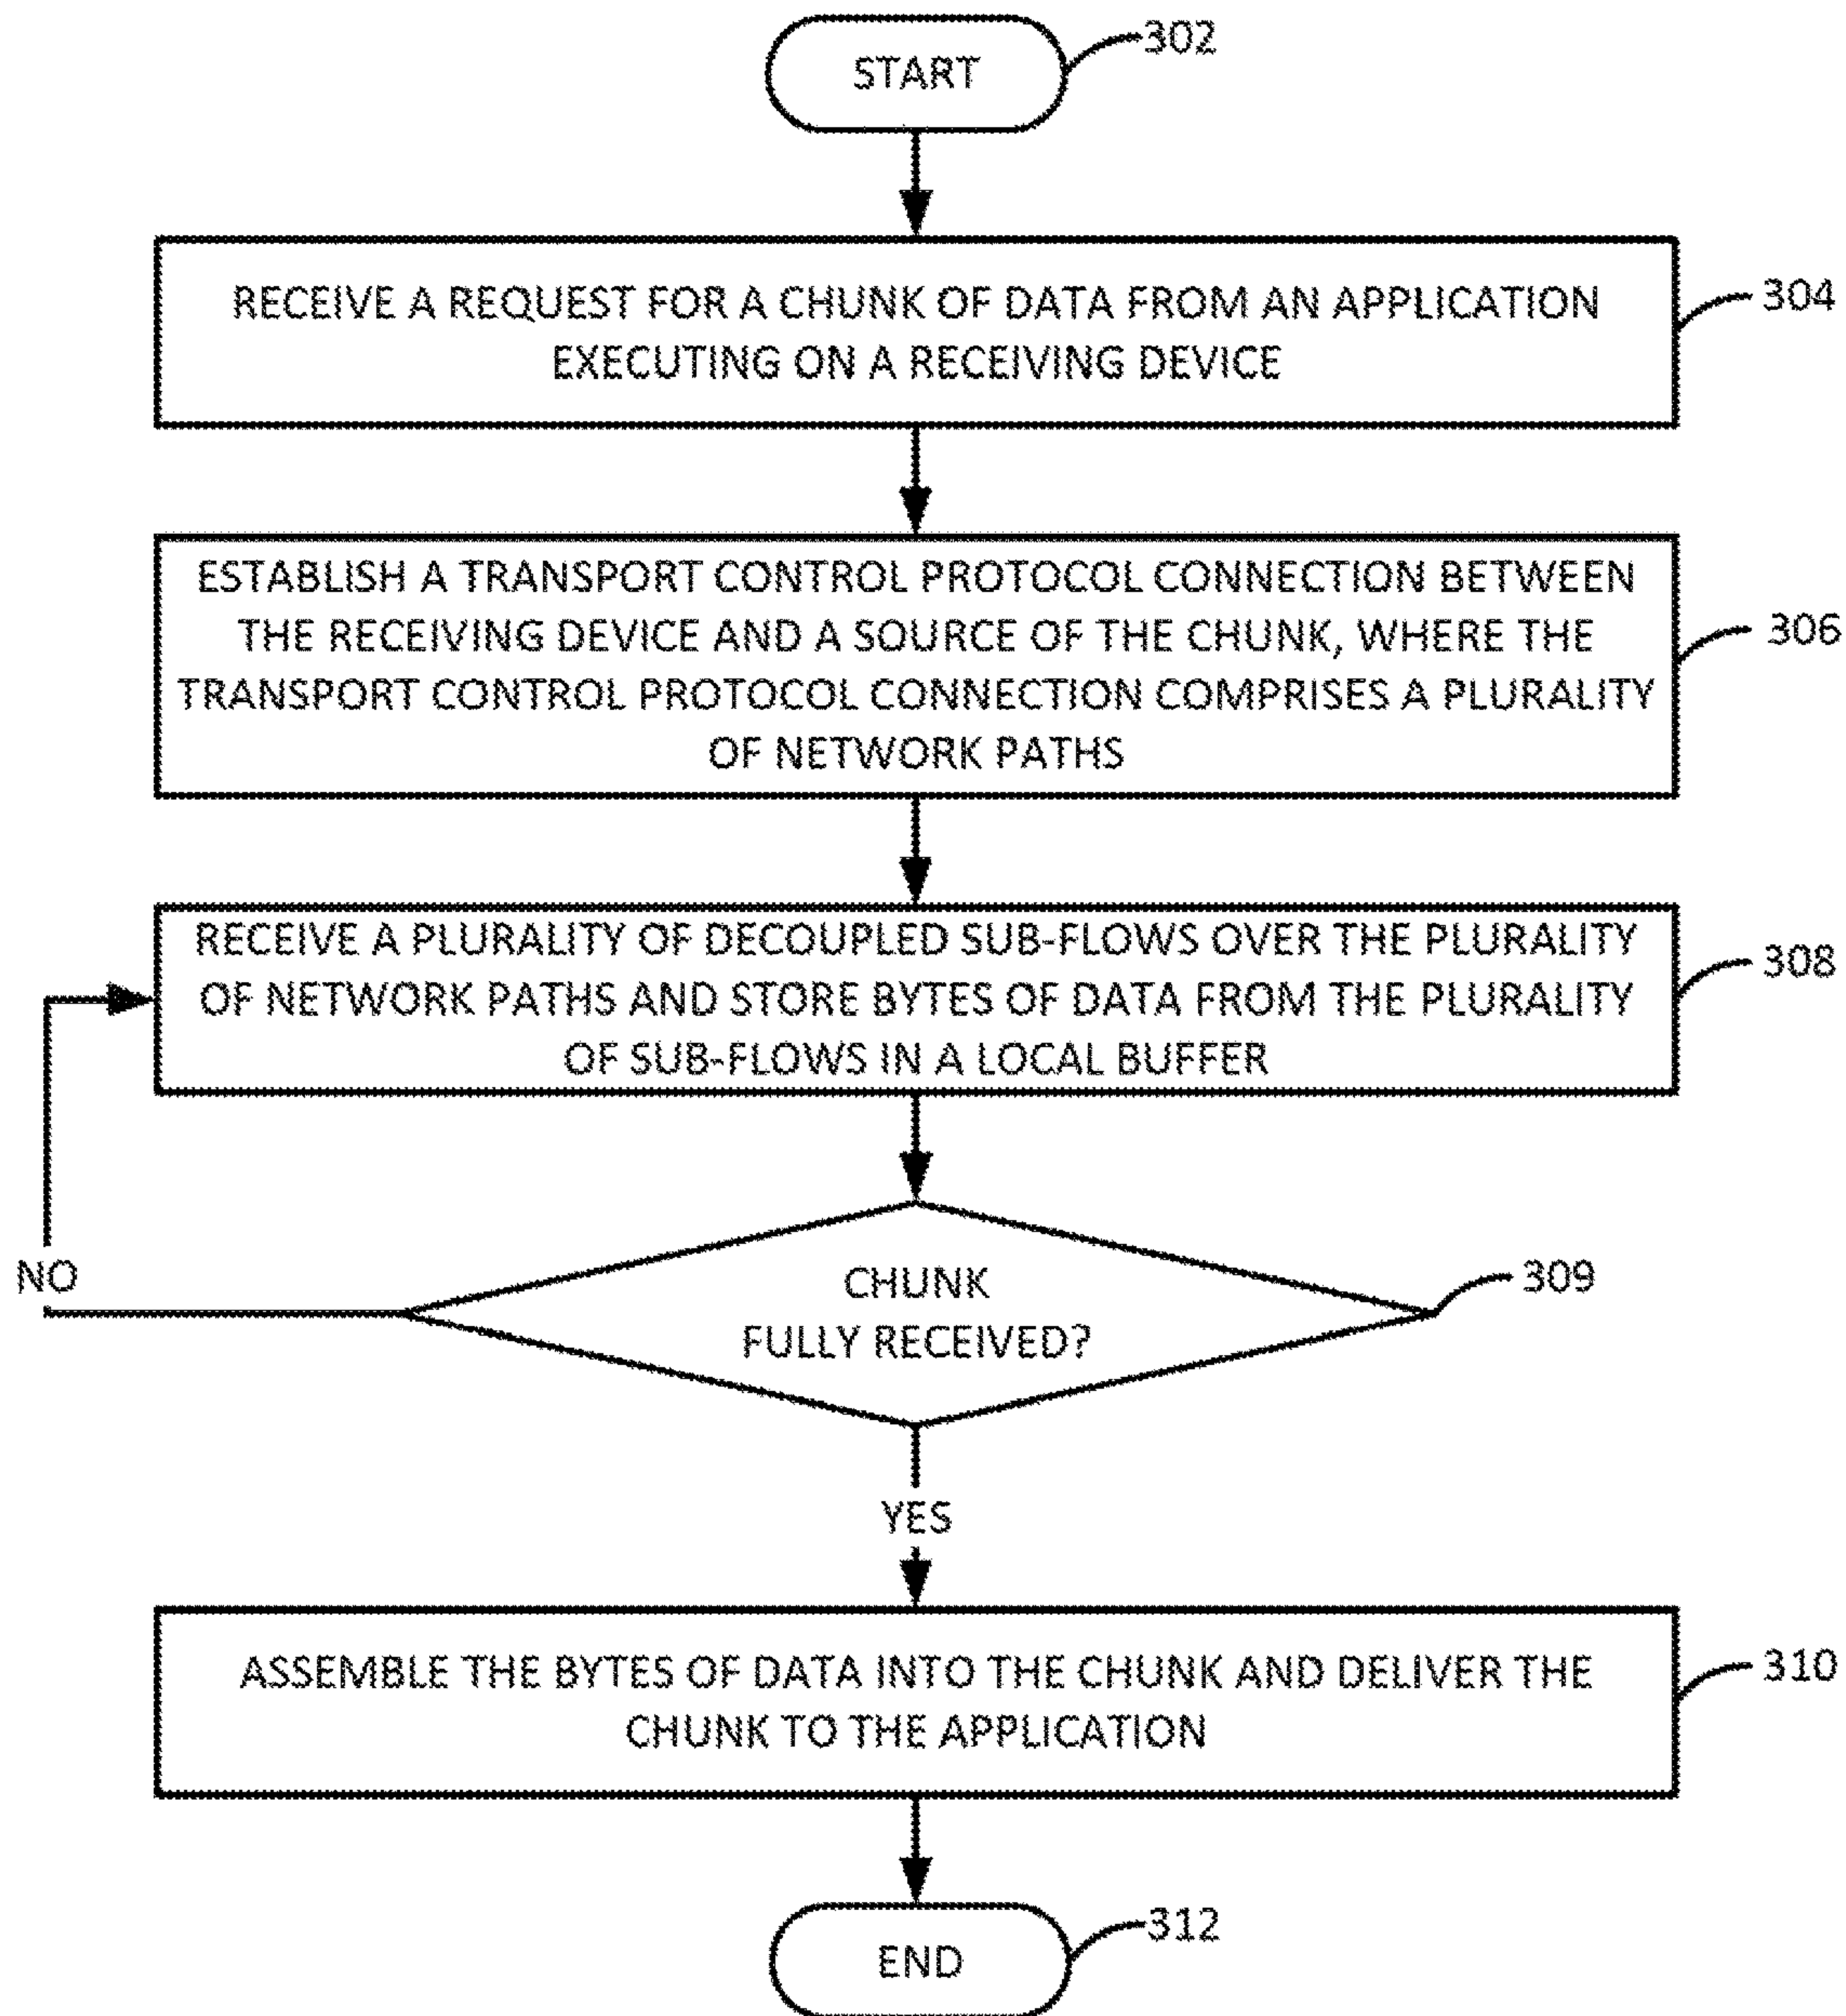 START
302
RECEIVE A REQUEST FOR A CHUNK OF DATA FROM AN APPLICATION
EXECUTING ON A RECEIVING DEVICE
304
ESTABLISH A TRANSPORT CONTROL PROTOCOL CONNECTION BETWEEN
THE RECEIVING DEVICE AND A SOURCE OF THE CHUNK, WHERE THE
TRANSPORT CONTROL PROTOCOL CONNECTION COMPRISES A PLURALITY
OF NETWORK PATHS
306
RECEIVE A PLURALITY OF DECOUPLED SUB-FLOWS OVER THE PLURALITY
OF NETWORK PATHS AND STORE BYTES OF DATA FROM THE PLURALITY
OF SUB-FLOWS IN A LOCAL BUFFER
308
NO
CHUNK
FULLY RECEIVED?
309
YES
ASSEMBLE THE BYTES OF DATA INTO THE CHUNK AND DELIVER THE
CHUNK TO THE APPLICATION
310
END
312